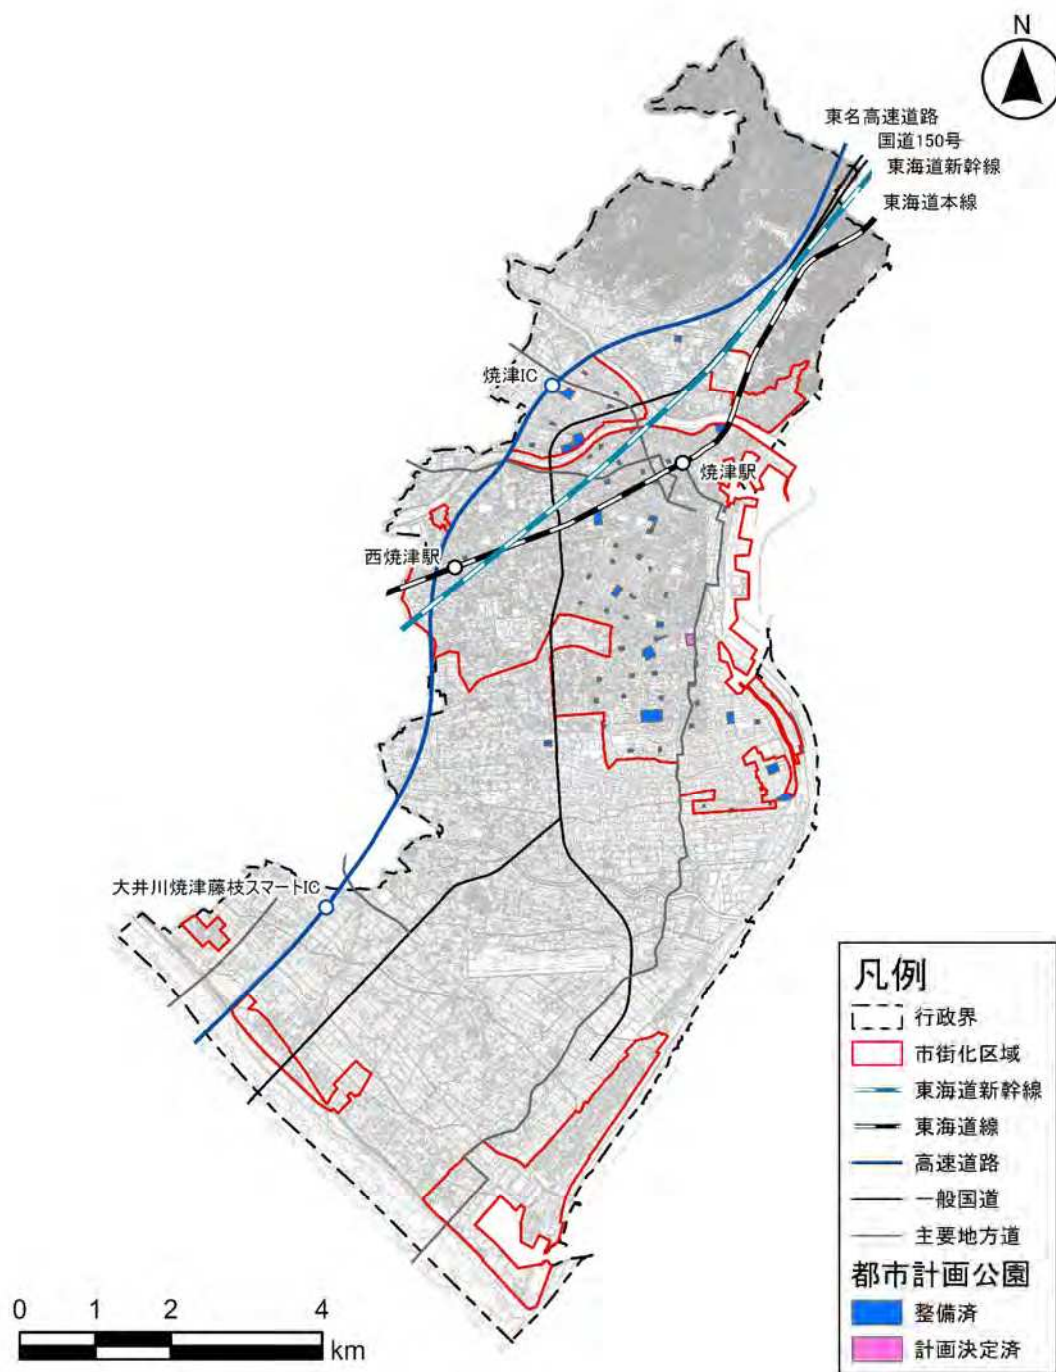 N
東名高速道路
国道150号
東海道新幹線
東海道本線
焼津IC
焼津駅
西焼津駅
大井川焼津藤枝スマートIC
凡例
行政界
市街化区域
東海道新幹線
東海道線
高速道路
一般国道
主要地方道
都市計画公園
整備済
計画決定済
0 1 2 4
km